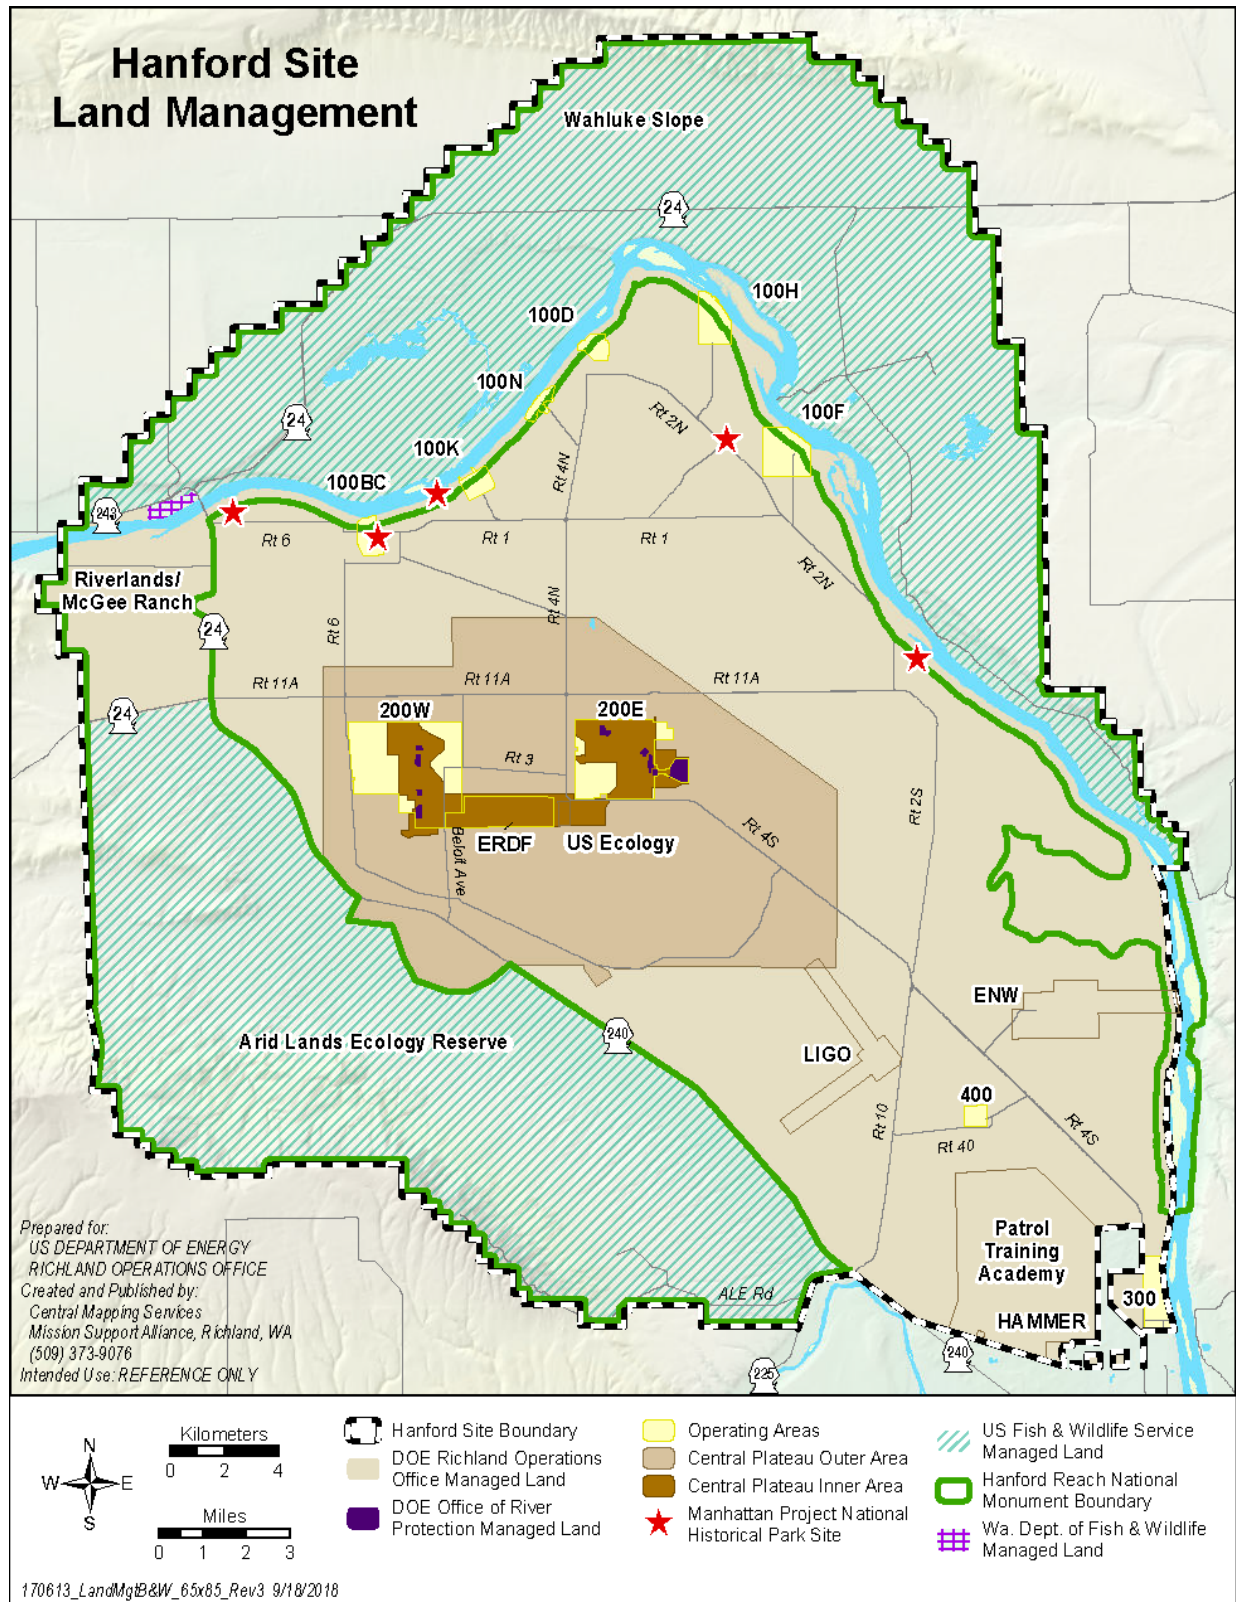 Hanford Site
Land Management
Wahluke Slope
24
100H
100D
100N
Rt 2N
100F
24
100K
Rt 4N
100BC
243
Rt 6
Rt 1
Rt 1
Riverlands/
McGee Ranch
Rt 2N
24
Rt 6
Rt 4N
Rt 11A
Rt 11A
Rt 11A
24
200W
200E
Rt 3
Rt 2S
Rt 4S
ERDF
US Ecology
Beloit Ave
ENW
Arid Lands Ecology Reserve
240
LIGO
400
Rt 10
Rt 4S
Rt 40
Prepared for:
US DEPARTMENT OF ENERGY
RICHLAND OPERATIONS OFFICE
Created and Published by:
Central Mapping Services
Mission Support Alliance, Richland, WA
(509) 373-9076
Intended Use: REFERENCE ONLY
Patrol
Training
Academy
ALE Rd
300
HAMMER
240
225
N
W
E
S
Kilometers
0 2 4
Miles
0 1 2 3
Hanford Site Boundary
DOE Richland Operations
Office Managed Land
DOE Office of River
Protection Managed Land
Operating Areas
Central Plateau Outer Area
Central Plateau Inner Area
Manhattan Project National
Historical Park Site
US Fish & Wildlife Service
Managed Land
Hanford Reach National
Monument Boundary
Wa. Dept. of Fish & Wildlife
Managed Land
170613_LandMgtB&W_65x85_Rev3 9/18/2018